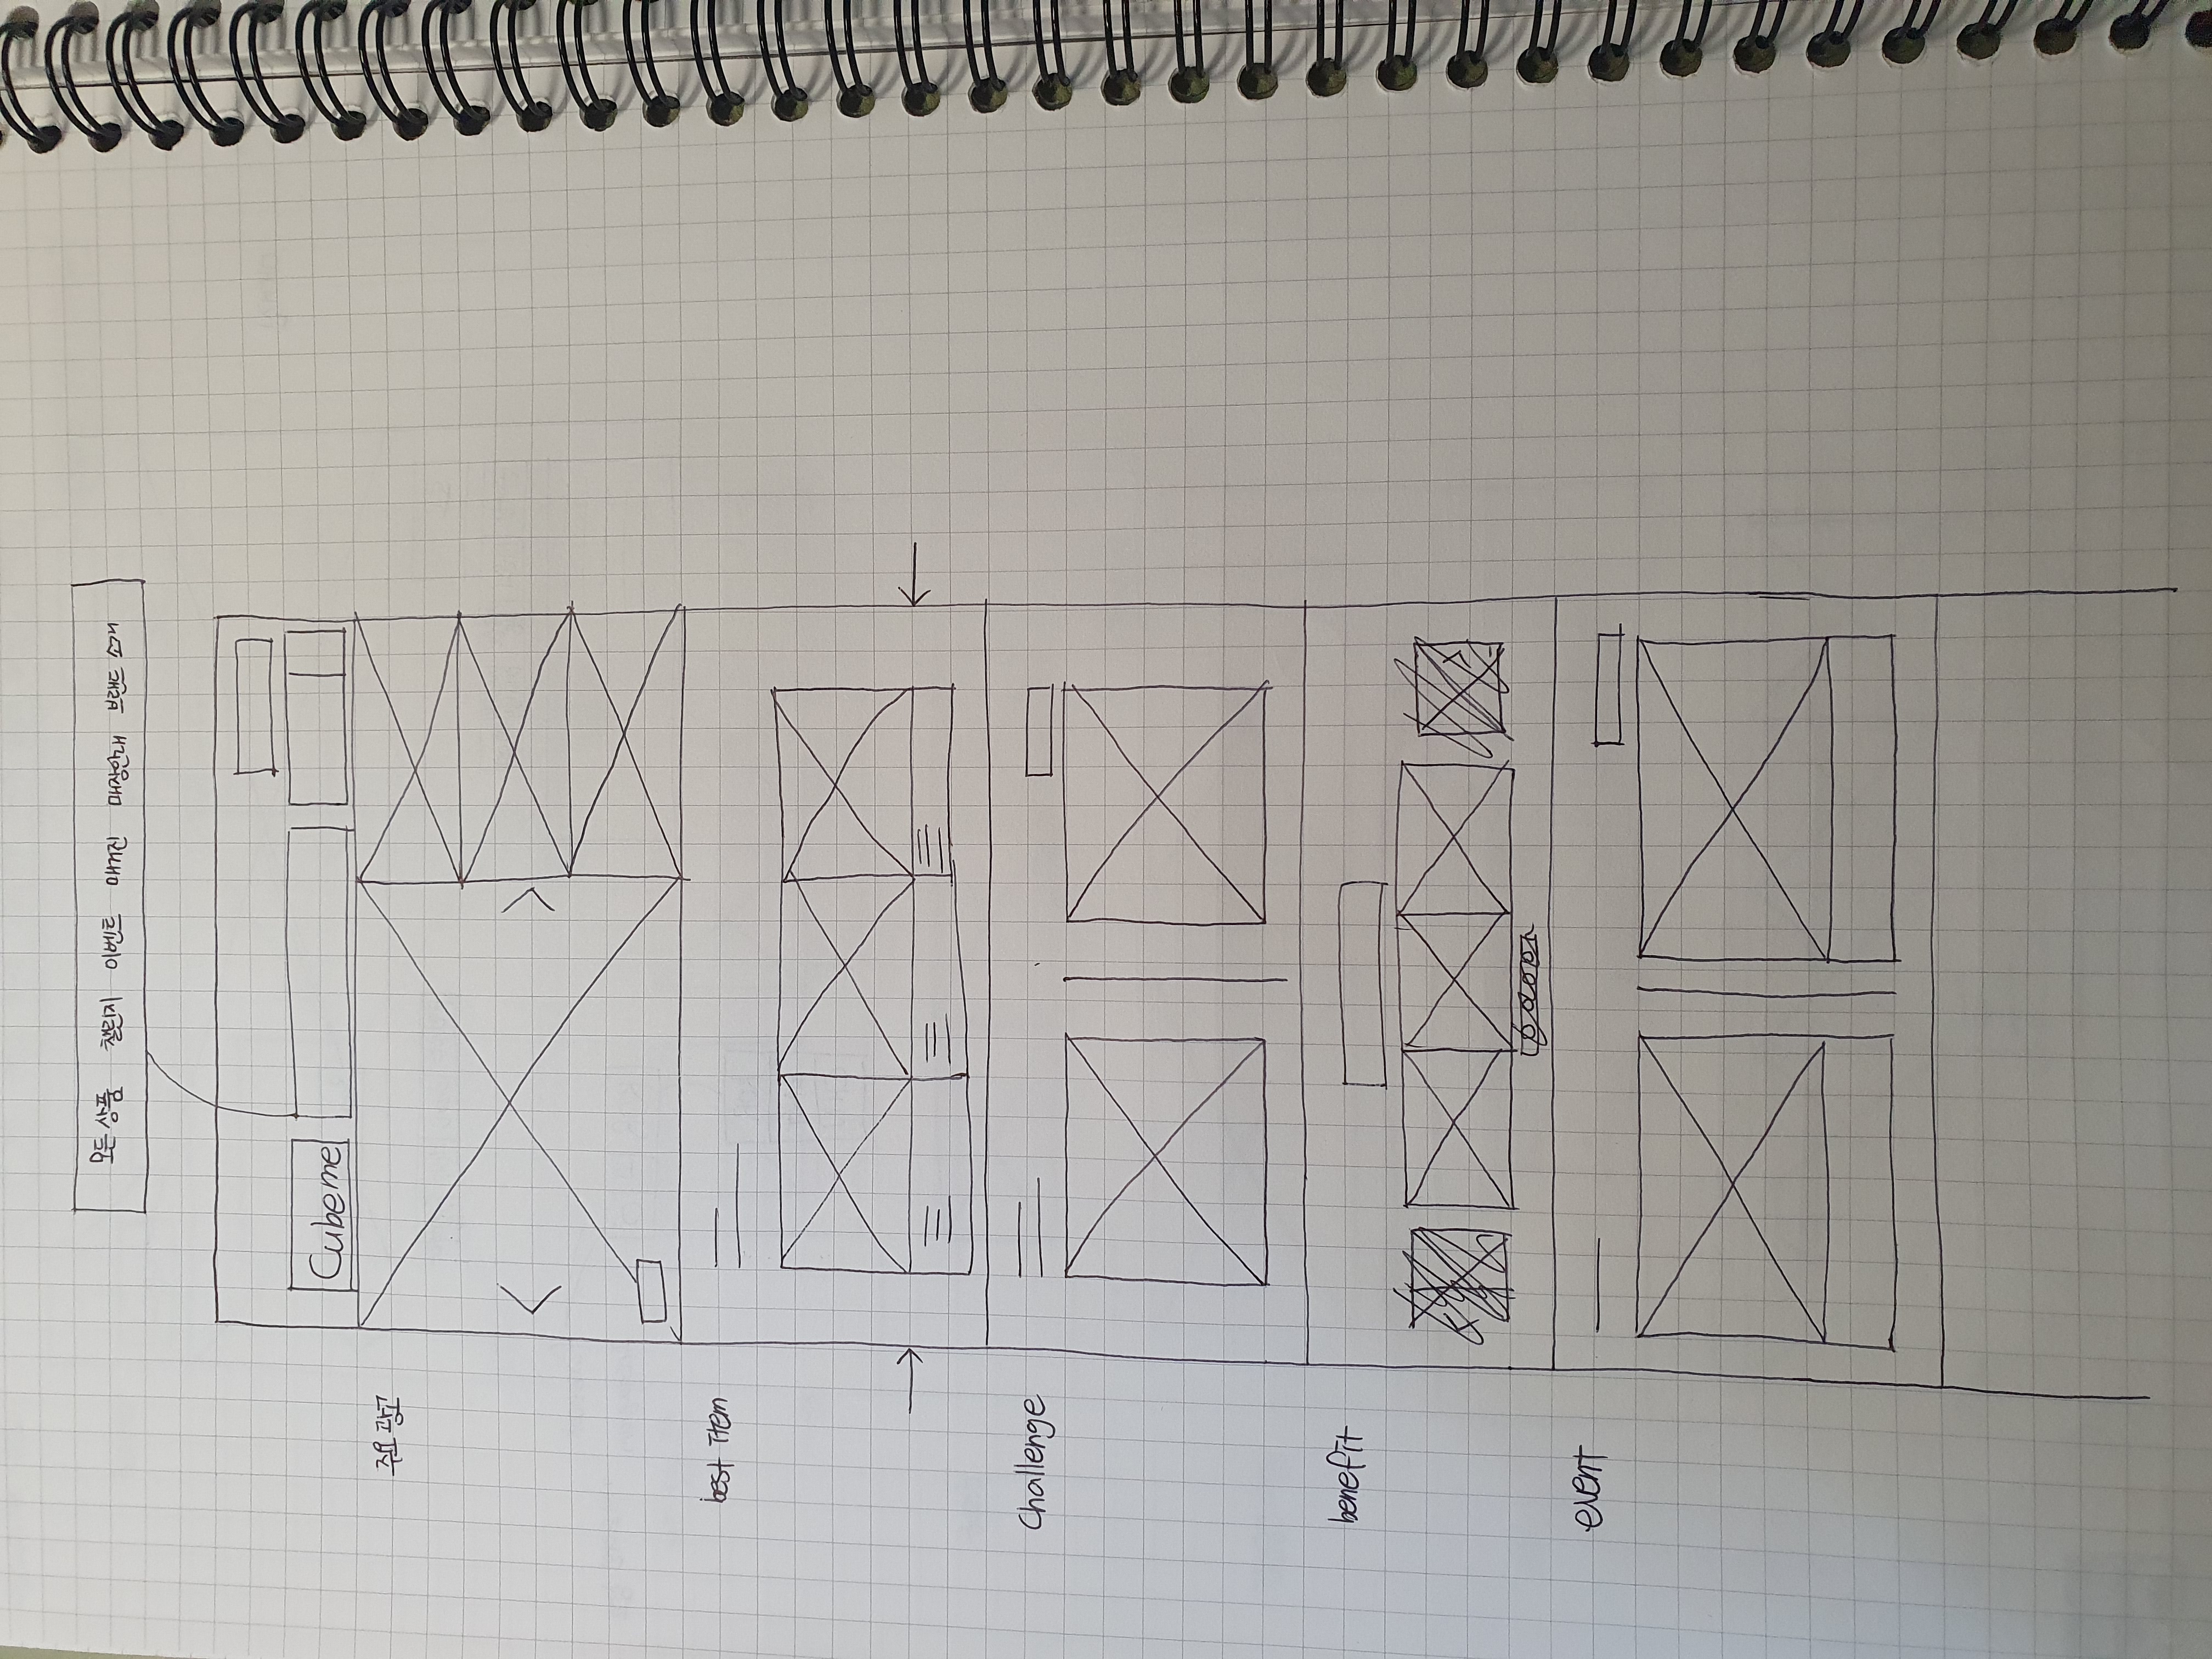 모든 상품 챌린지 이벤트 매거진 매장안내 브랜드 소개
Cubeme
주요 광고
best item
Challenge
benefit
event